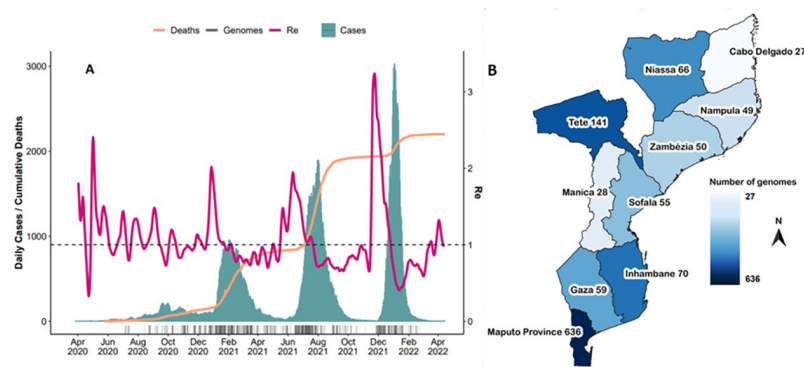 Deaths Genomes Re Cases
A
3000
2000
1000
0
Daily Cases / Cumulative Deaths
3
2
1
0
Re
Apr 2020
Jun 2020
Aug 2020
Oct 2020
Dec 2020
Feb 2021
Apr 2021
Jun 2021
Aug 2021
Oct 2021
Dec 2021
Feb 2022
Apr 2022
B
Cabo Delgado 27
Niassa 66
Nampula 49
Tete 141
Zambézia 50
Manica 28
Sofala 55
Inhambane 70
Gaza 59
Maputo Province 636
Number of genomes
27
636
N